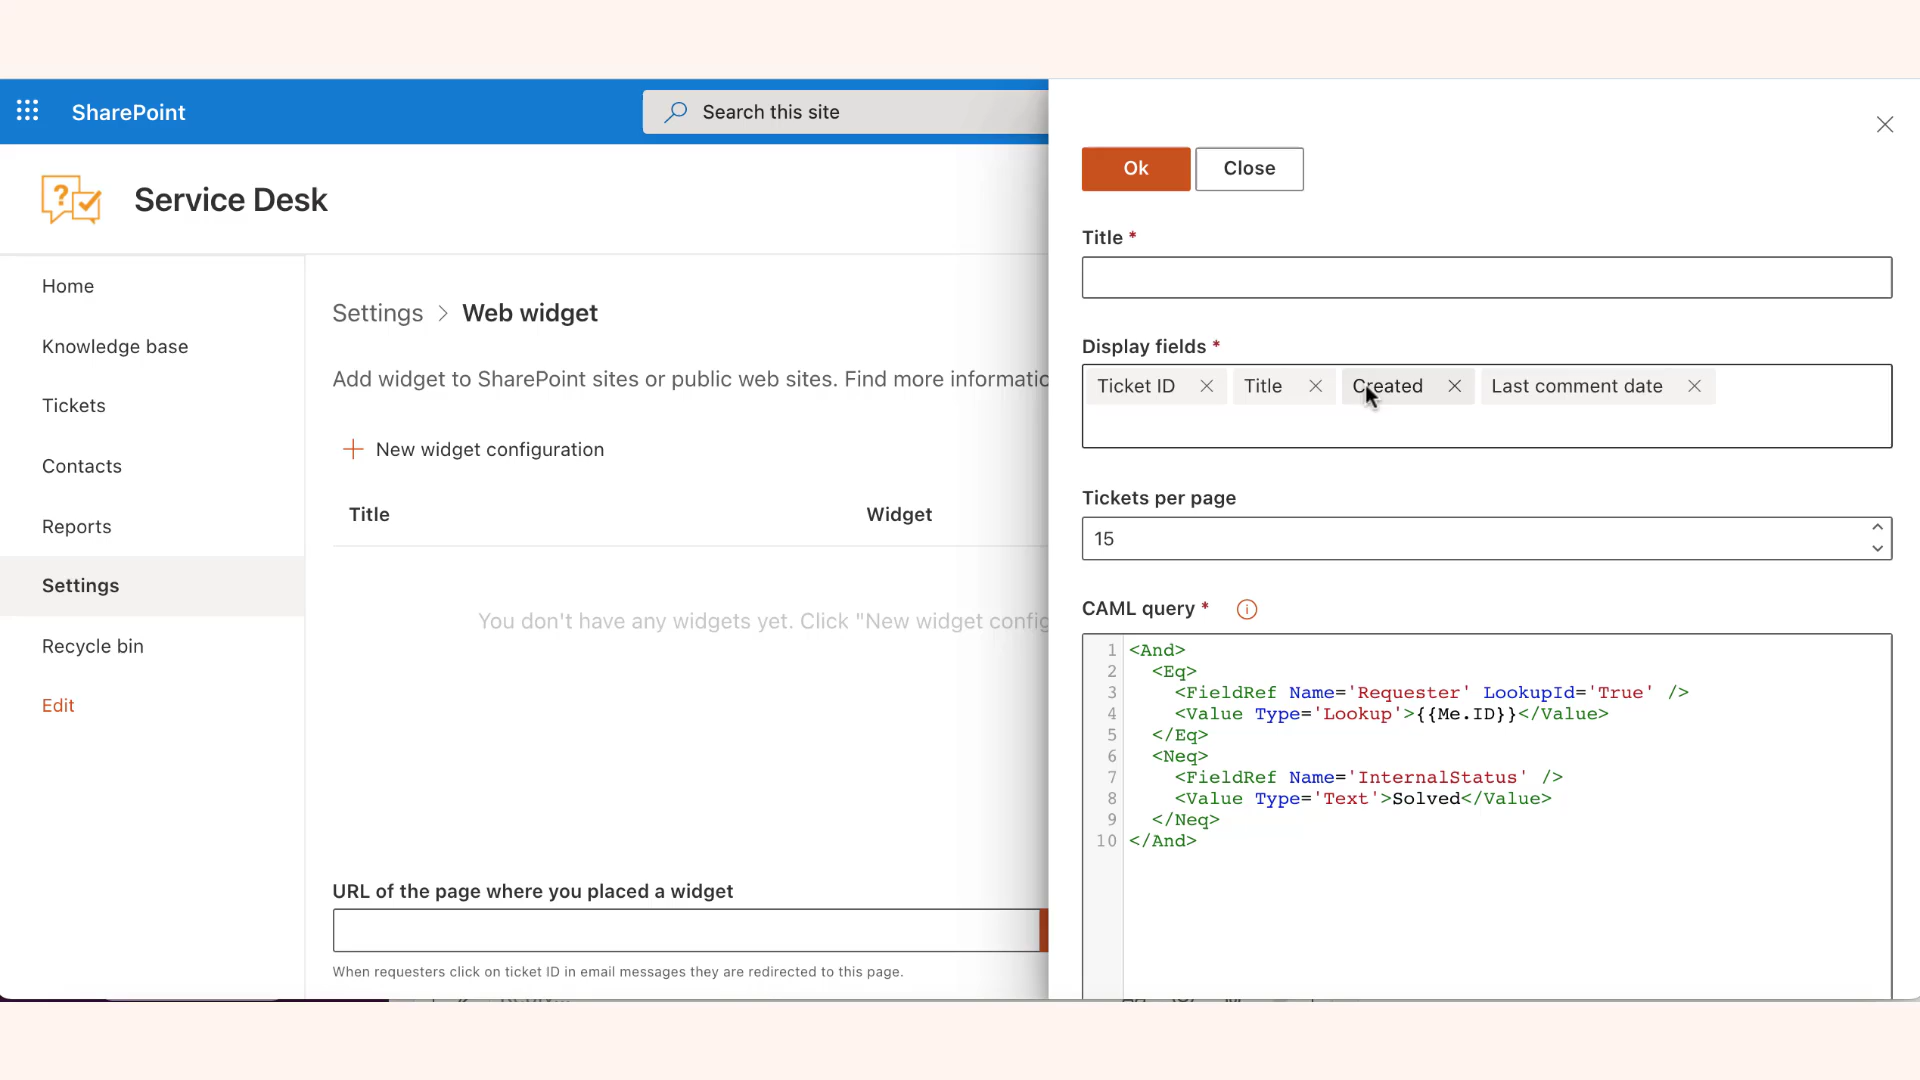 SharePoint
Search this site
Service Desk
Home
Knowledge base
Tickets
Contacts
Reports
Settings
Recycle bin
Edit
Settings > Web widget
Add widget to SharePoint sites or public web sites. Find more informatio
New widget configuration
Title Widget
You don't have any widgets yet. Click "New widget config
URL of the page where you placed a widget
When requesters click on ticket ID in email messages they are redirected to this page.
Ok Close
Title *
Display fields *
Ticket ID Title Created Last comment date
Tickets per page
15
CAML query *
1 <And>
2 <Eq>
3 <FieldRef Name='Requester' LookupId='True' />
4 <Value Type='Lookup'>{{Me.ID}}</Value>
5 </Eq>
6 <Neq>
7 <FieldRef Name='InternalStatus' />
8 <Value Type='Text'>Solved</Value>
9 </Neq>
10 </And>